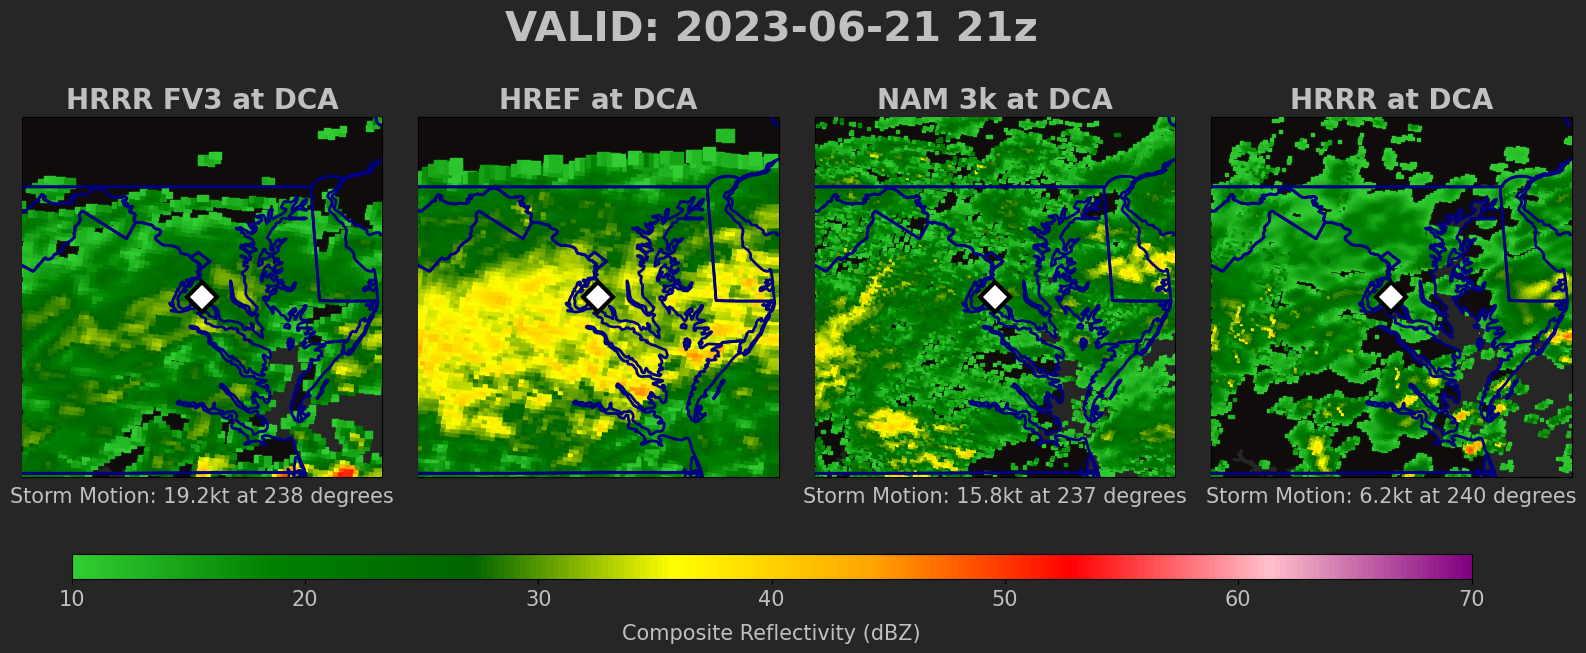 VALID: 2023-06-21 21z
HRRR FV3 at DCA
HREF at DCA
NAM 3k at DCA
HRRR at DCA
Storm Motion: 19.2kt at 238 degrees
Storm Motion: 15.8kt at 237 degrees
Storm Motion: 6.2kt at 240 degrees
10 20 30 40 50 60 70
Composite Reflectivity (dBZ)